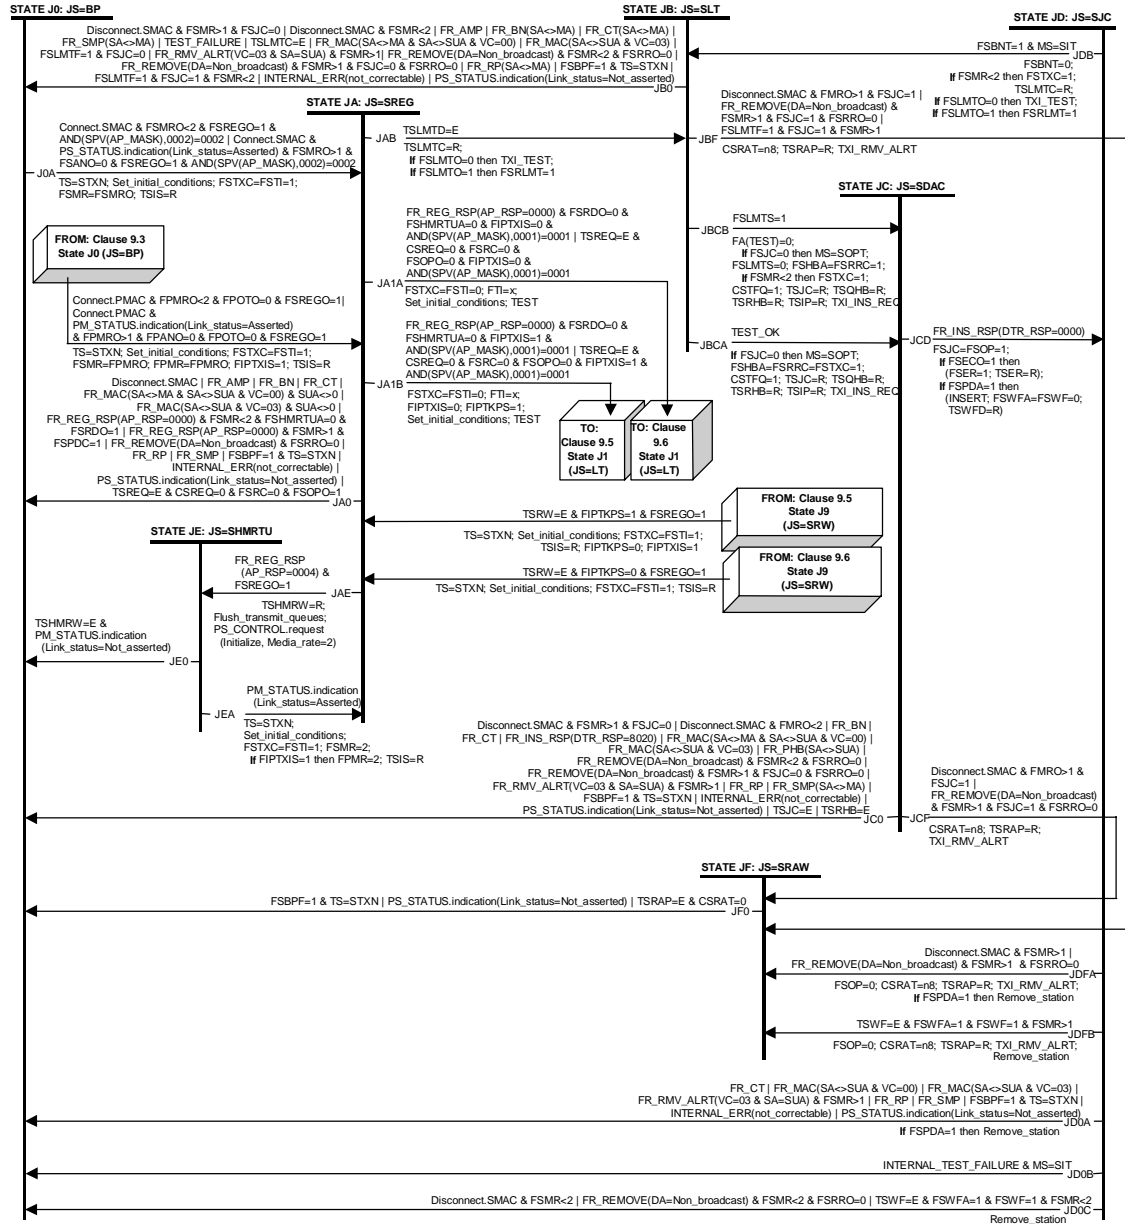 STATE J0: JS=BP
STATE JB: JS=SLT
STATE JD: JS=SJC
Disconnect.SMAC & FSMR>1 & FSJC=0 | Disconnect.SMAC & FSMR<2 | FR_AMP | FR_BN(SA<>MA) | FR_CT(SA<>MA) |
FR_SMP(SA<>MA) | TEST_FAILURE | TSLMTC=E | FR_MAC(SA<>MA & SA<>SUA & VC=00) | FR_MAC(SA<>SUA & VC=03) |
FSLMTF=1 & FSJC=0 | FR_RMV_ALRT(VC=03 & SA=SUA) & FSMR>1| FR_REMOVE(DA=Non_broadcast) & FSMR<2 & FSRRO=0 |
FR_REMOVE(DA=Non_broadcast) & FSMR>1 & FSJC=0 & FSRRO=0 | FR_RP(SA<>MA) | FSBPF=1 & TS=STXN |
FSLMTF=1 & FSJC=1 & FSMR<2 | INTERNAL_ERR(not_correctable) | PS_STATUS.indication(Link_status=Not_asserted)
JB0
FSBNT=1 & MS=SIT
JDB
FSBNT=0;
If FSMR<2 then FSTXC=1;
TSLMTC=R;
If FSLMTO=0 then TXI_TEST;
If FSLMTO=1 then FSRLMT=1
STATE JA: JS=SREG
Connect.SMAC & FSMRO<2 & FSREGO=1 &
AND(SPV(AP_MASK),0002)=0002 | Connect.SMAC &
PS_STATUS.indication(Link_status=Asserted) & FSMRO>1 &
FSANO=0 & FSREGO=1 & AND(SPV(AP_MASK),0002)=0002
J0A
TS=STXN; Set_initial_conditions; FSTXC=FSTI=1;
FSMR=FSMRO; TSIS=R
JAB
TSLMTD=E
TSLMTC=R;
If FSLMTO=0 then TXI_TEST;
If FSLMTO=1 then FSRLMT=1
Disconnect.SMAC & FMRO>1 & FSJC=1 |
FR_REMOVE(DA=Non_broadcast) &
FSMR>1 & FSJC=1 & FSRRO=0 |
FSLMTF=1 & FSJC=1 & FSMR>1
JBF
CSRAT=n8; TSRAP=R; TXI_RMV_ALRT
STATE JC: JS=SDAC
FR_REG_RSP(AP_RSP=0000) & FSRDO=0 &
FSHMRTUA=0 & FIPTXIS=0 &
AND(SPV(AP_MASK),0001)=0001 | TSREQ=E &
CSREQ=0 & FSRC=0 &
FSOPO=0 & FIPTXIS=0 &
AND(SPV(AP_MASK),0001)=0001
JA1A
FSTXC=FSTI=0; FTI=x;
Set_initial_conditions; TEST
JBCB
FSLMTS=1
FA(TEST)=0;
If FSJC=0 then MS=SOPT;
FSLMTS=0; FSHBA=FSRRC=1;
If FSMR<2 then FSTXC=1;
CSTFQ=1; TSJC=R; TSQHB=R;
TSRHB=R; TSIP=R; TXI_INS_REQ
FROM: Clause 9.3
State J0 (JS=BP)
Connect.PMAC & FPMRO<2 & FPOTO=0 & FSREGO=1|
Connect.PMAC &
PM_STATUS.indication(Link_status=Asserted)
& FPMRO>1 & FPANO=0 & FPOTO=0 & FSREGO=1
TS=STXN; Set_initial_conditions; FSTXC=FSTI=1;
FSMR=FPMRO; FPMR=FPMRO; FIPTXIS=1; TSIS=R
FR_REG_RSP(AP_RSP=0000) & FSRDO=0 &
FSHMRTUA=0 & FIPTXIS=1 &
AND(SPV(AP_MASK),0001)=0001 | TSREQ=E &
CSREQ=0 & FSRC=0 & FSOPO=0 & FIPTXIS=1 &
AND(SPV(AP_MASK),0001)=0001
JA1B
FSTXC=FSTI=0; FTI=x;
FIPTXIS=0; FIPTKPS=1;
Set_initial_conditions; TEST
TEST_OK
JBCA
If FSJC=0 then MS=SOPT;
FSHBA=FSRRC=FSTXC=1;
CSTFQ=1; TSJC=R; TSQHB=R;
TSRHB=R; TSIP=R; TXI_INS_REQ
JCD
FR_INS_RSP(DTR_RSP=0000)
FSJC=FSOP=1;
If FSECO=1 then
(FSER=1; TSER=R);
If FSPDA=1 then
(INSERT; FSWFA=FSWF=0;
TSWFD=R)
Disconnect.SMAC | FR_AMP | FR_BN | FR_CT |
FR_MAC(SA<>MA & SA<>SUA & VC=00) & SUA<>0 |
FR_MAC(SA<>SUA & VC=03) & SUA<>0 |
FR_REG_RSP(AP_RSP=0000) & FSMR<2 & FSHMRTUA=0 &
FSRDO=1 | FR_REG_RSP(AP_RSP=0000) & FSMR>1 &
FSPDC=1 | FR_REMOVE(DA=Non_broadcast) & FSRRO=0 |
FR_RP | FR_SMP | FSBPF=1 & TS=STXN |
INTERNAL_ERR(not_correctable) |
PS_STATUS.indication(Link_status=Not_asserted) |
TSREQ=E & CSREQ=0 & FSRC=0 & FSOPO=1
JA0
TO:
Clause 9.5
State J1
(JS=LT)
TO: Clause
9.6
State J1
(JS=LT)
FROM: Clause 9.5
State J9
(JS=SRW)
TSRW=E & FIPTKPS=1 & FSREGO=1
TS=STXN; Set_initial_conditions; FSTXC=FSTI=1;
TSIS=R; FIPTKPS=0; FIPTXIS=1
FROM: Clause 9.6
State J9
(JS=SRW)
TSRW=E & FIPTKPS=0 & FSREGO=1
TS=STXN; Set_initial_conditions; FSTXC=FSTI=1; TSIS=R
STATE JE: JS=SHMRTU
FR_REG_RSP
(AP_RSP=0004) &
FSREGO=1
JAE
TSHMRW=R;
Flush_transmit_queues;
PS_CONTROL.request
(Initialize, Media_rate=2)
TSHMRW=E &
PM_STATUS.indication
(Link_status=Not_asserted)
JE0
PM_STATUS.indication
(Link_status=Asserted)
JEA
TS=STXN;
Set_initial_conditions;
FSTXC=FSTI=1; FSMR=2;
If FIPTXIS=1 then FPMR=2; TSIS=R
Disconnect.SMAC & FSMR>1 & FSJC=0 | Disconnect.SMAC & FMRO<2 | FR_BN |
FR_CT | FR_INS_RSP(DTR_RSP=8020) | FR_MAC(SA<>MA & SA<>SUA & VC=00) |
FR_MAC(SA<>SUA & VC=03) | FR_PHB(SA<>SUA) |
FR_REMOVE(DA=Non_broadcast) & FSMR<2 & FSRRO=0 |
FR_REMOVE(DA=Non_broadcast) & FSMR>1 & FSJC=0 & FSRRO=0 |
FR_RMV_ALRT(VC=03 & SA=SUA) & FSMR>1 | FR_RP | FR_SMP(SA<>MA) |
FSBPF=1 & TS=STXN | INTERNAL_ERR(not_correctable) |
PS_STATUS.indication(Link_status=Not_asserted) | TSJC=E | TSRHB=E
JC0
Disconnect.SMAC & FMRO>1 &
FSJC=1 |
FR_REMOVE(DA=Non_broadcast)
& FSMR>1 & FSJC=1 & FSRRO=0
JCF
CSRAT=n8; TSRAP=R;
TXI_RMV_ALRT
STATE JF: JS=SRAW
FSBPF=1 & TS=STXN | PS_STATUS.indication(Link_status=Not_asserted) | TSRAP=E & CSRAT=0
JF0
Disconnect.SMAC & FSMR>1 |
FR_REMOVE(DA=Non_broadcast) & FSMR>1 & FSRRO=0
JDFA
FSOP=0; CSRAT=n8; TSRAP=R; TXI_RMV_ALRT;
If FSPDA=1 then Remove_station
TSWF=E & FSWFA=1 & FSWF=1 & FSMR>1
JDFB
FSOP=0; CSRAT=n8; TSRAP=R; TXI_RMV_ALRT;
Remove_station
FR_CT | FR_MAC(SA<>SUA & VC=00) | FR_MAC(SA<>SUA & VC=03) |
FR_RMV_ALRT(VC=03 & SA=SUA) & FSMR>1 | FR_RP | FR_SMP | FSBPF=1 & TS=STXN |
INTERNAL_ERR(not_correctable) | PS_STATUS.indication(Link_status=Not_asserted)
JD0A
If FSPDA=1 then Remove_station
INTERNAL_TEST_FAILURE & MS=SIT
JD0B
Disconnect.SMAC & FSMR<2 | FR_REMOVE(DA=Non_broadcast) & FSMR<2 & FSRRO=0 | TSWF=E & FSWFA=1 & FSWF=1 & FSMR<2
JD0C
Remove_station